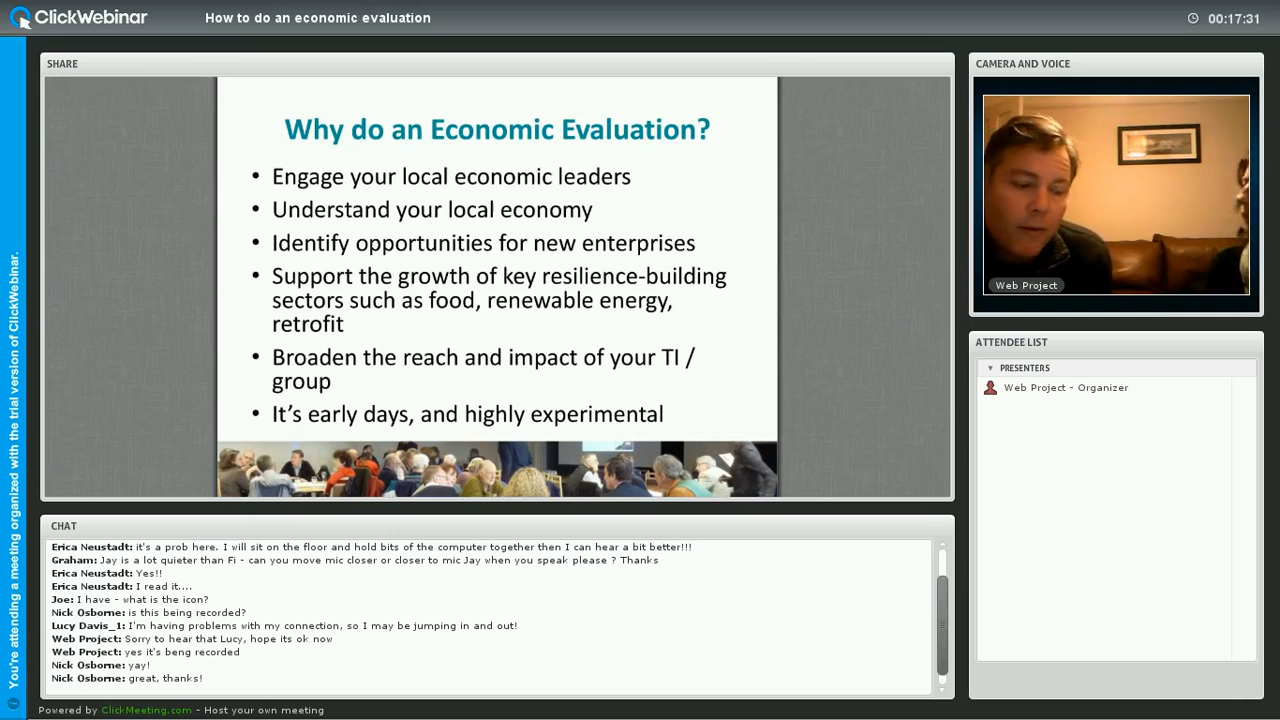 ClickWebinar
How to do an economic evaluation
00:17:31
You're attending a meeting organized with the trial version of ClickWebinar.
SHARE
Why do an Economic Evaluation?
• Engage your local economic leaders
• Understand your local economy
• Identify opportunities for new enterprises
• Support the growth of key resilience-building
sectors such as food, renewable energy,
retrofit
• Broaden the reach and impact of your TI /
group
• It's early days, and highly experimental
CAMERA AND VOICE
Web Project
ATTENDEE LIST
PRESENTERS
Web Project - Organizer
CHAT
Erica Neustadt: it's a prob here. I will sit on the floor and hold bits of the computer together then I can hear a bit better!!!
Graham: Jay is a lot quieter than Fi - can you move mic closer or closer to mic Jay when you speak please ? Thanks
Erica Neustadt: Yes!!
Erica Neustadt: I read it....
Joe: I have - what is the icon?
Nick Osborne: is this being recorded?
Lucy Davis_1: I'm having problems with my connection, so I may be jumping in and out!
Web Project: Sorry to hear that Lucy, hope its ok now
Web Project: yes it's beng recorded
Nick Osborne: yay!
Nick Osborne: great, thanks!
Powered by ClickMeeting.com - Host your own meeting